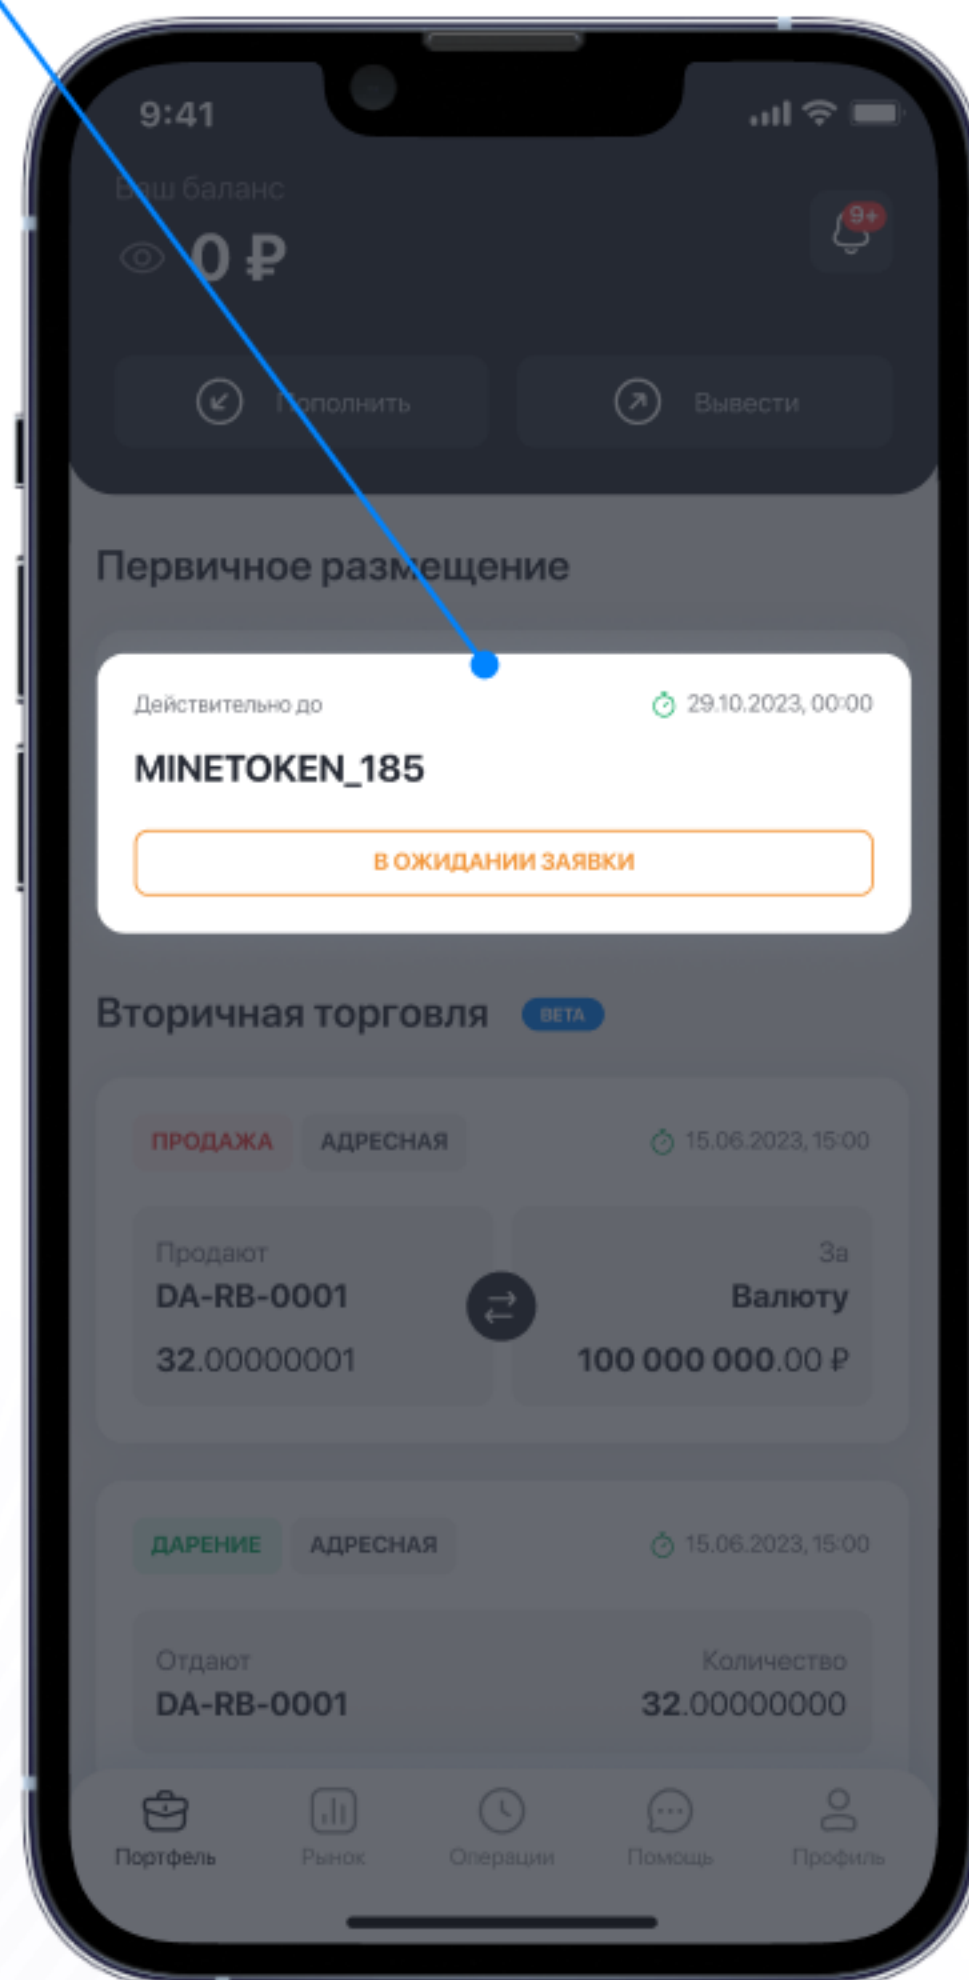 9:41
Ваш баланс
0 ₽
9+
Пополнить
Вывести
Первичное размещение
Действительно до
29.10.2023, 00:00
MINETOKEN_185
В ОЖИДАНИИ ЗАЯВКИ
Вторичная торговля
BETA
ПРОДАЖА
АДРЕСНАЯ
15.06.2023, 15:00
Продают
За
DA-RB-0001
Валюту
32.00000001
100 000 000.00 ₽
ДАРЕНИЕ
АДРЕСНАЯ
15.06.2023, 15:00
Отдают
Количество
DA-RB-0001
32.00000000
Портфель
Рынок
Операции
Помощь
Профиль